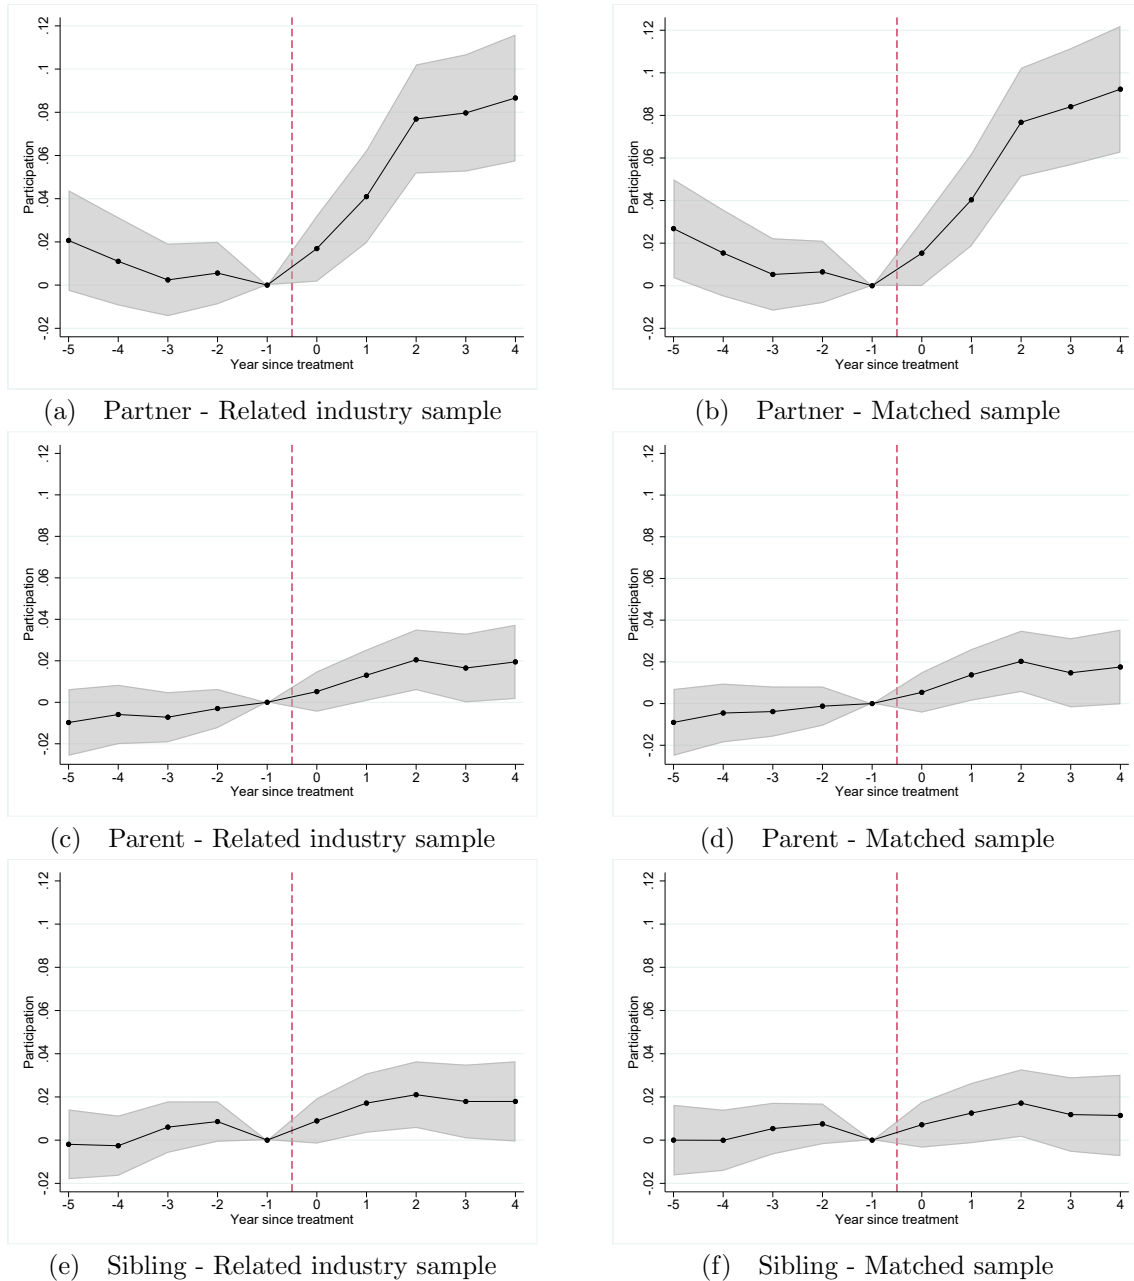 .12
.1
.08
.06
.04
.02
0
-.02
Participation
-5 -4 -3 -2 -1 0 1 2 3 4
Year since treatment
(a) Partner - Related industry sample
.12
.1
.08
.06
.04
.02
0
-.02
Participation
-5 -4 -3 -2 -1 0 1 2 3 4
Year since treatment
(b) Partner - Matched sample
.12
.1
.08
.06
.04
.02
0
-.02
Participation
-5 -4 -3 -2 -1 0 1 2 3 4
Year since treatment
(c) Parent - Related industry sample
.12
.1
.08
.06
.04
.02
0
-.02
Participation
-5 -4 -3 -2 -1 0 1 2 3 4
Year since treatment
(d) Parent - Matched sample
.12
.1
.08
.06
.04
.02
0
-.02
Participation
-5 -4 -3 -2 -1 0 1 2 3 4
Year since treatment
(e) Sibling - Related industry sample
.12
.1
.08
.06
.04
.02
0
-.02
Participation
-5 -4 -3 -2 -1 0 1 2 3 4
Year since treatment
(f) Sibling - Matched sample